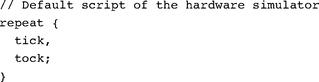 // Default script of the hardware simulator
repeat {
  tick,
  tock;
}